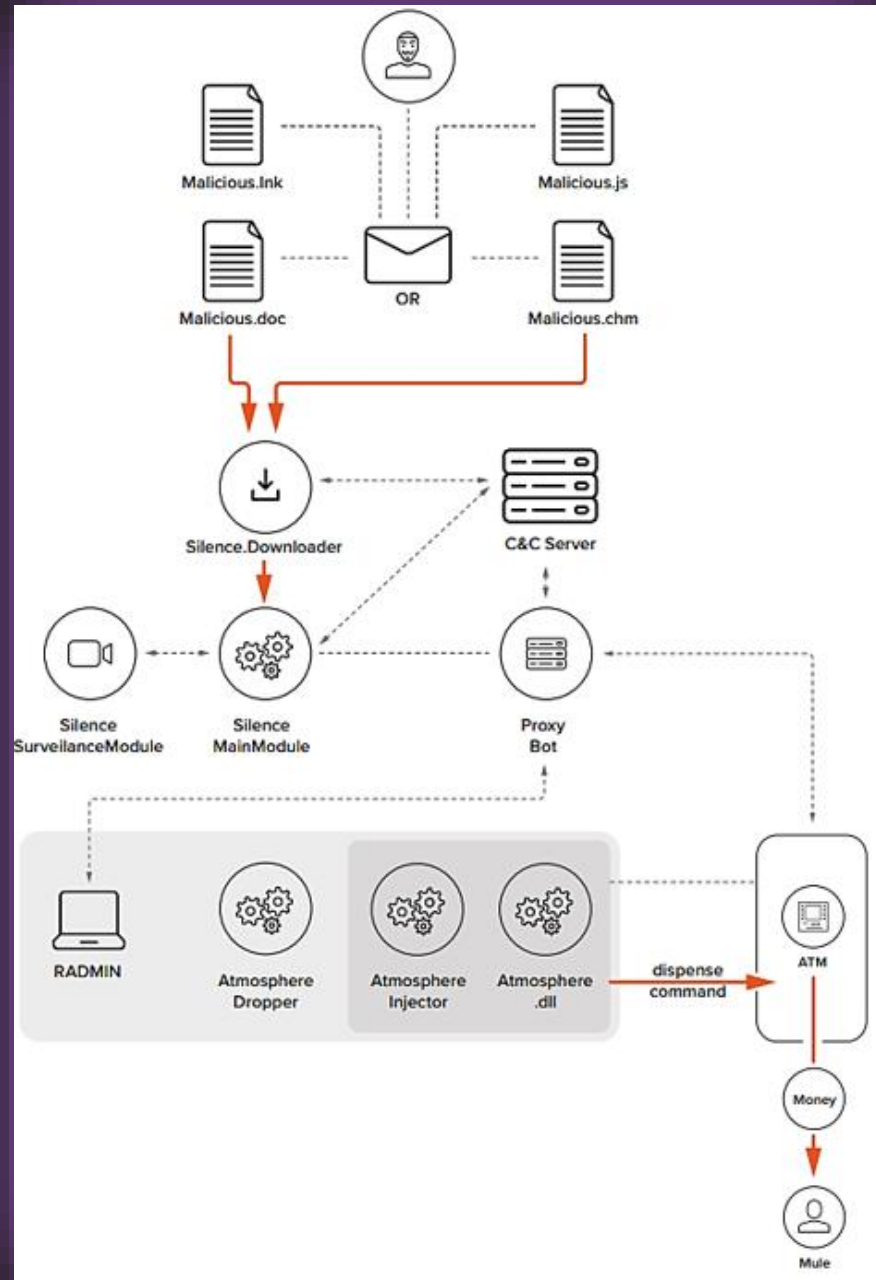 Malicious.lnk
Malicious.js
Malicious.doc
OR
Malicious.chm
Silence.Downloader
C&C Server
Silence
SurveilanceModule
Silence
MainModule
Proxy
Bot
RADMIN
Atmosphere
Dropper
Atmosphere
Injector
Atmosphere
.dll
dispense
command
ATM
Money
Mule